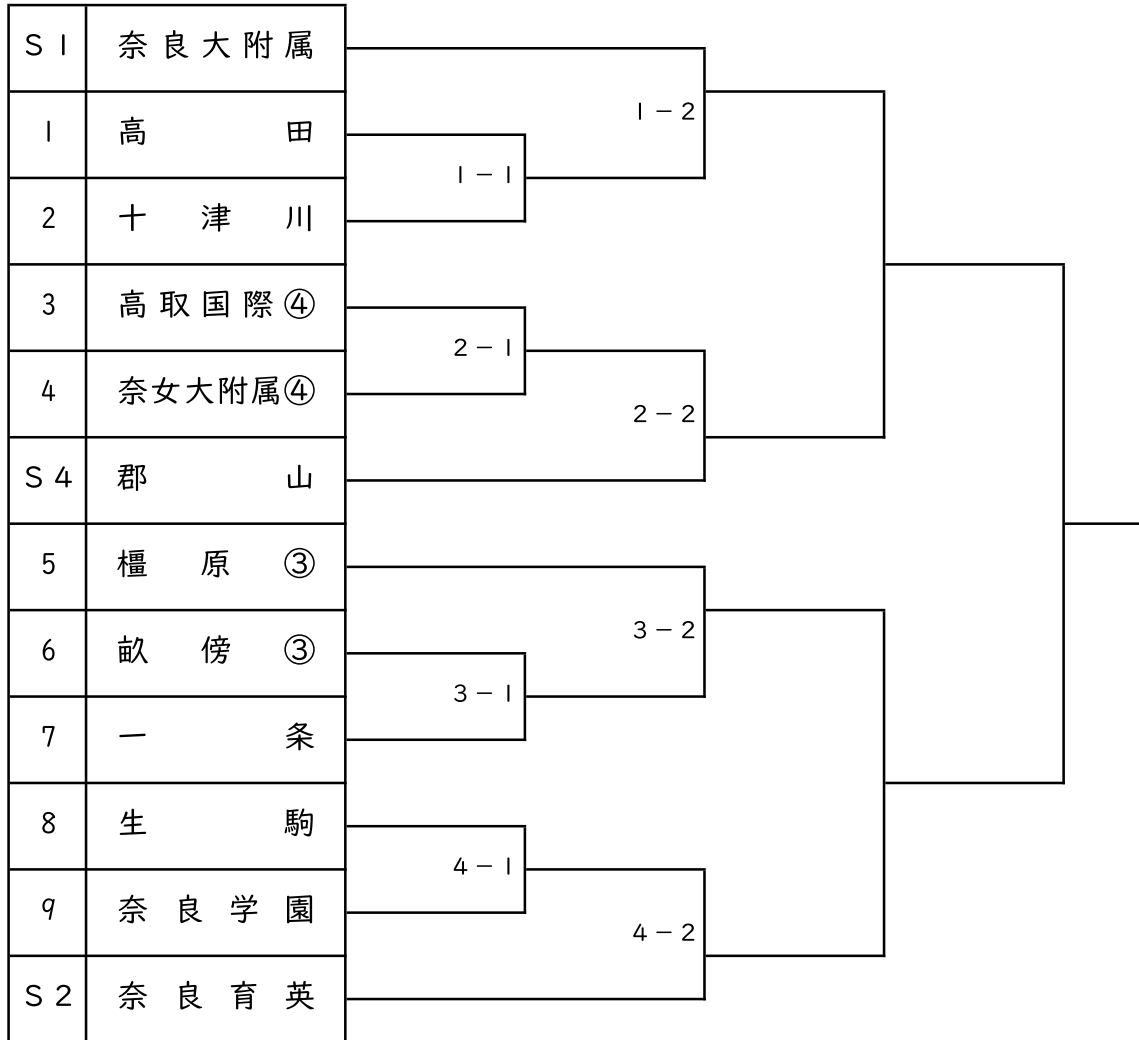 S1 奈良大附属
1 高田
1-2
1-1
2 十津川
3 高取国際④
2-1
4 奈女大附属④
2-2
S4 郡山
5 橿原③
3-2
6 畝傍③
3-1
7 一条
8 生駒
4-1
9 奈良学園
4-2
S2 奈良育英